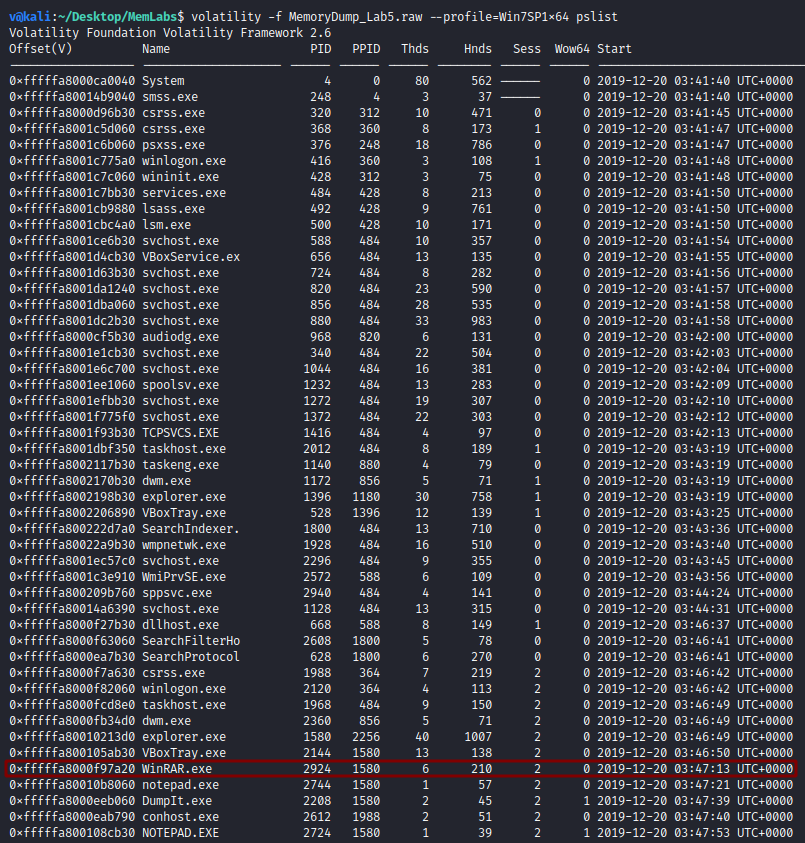 v@kali:~/Desktop/MemLabs$ volatility -f MemoryDump_Lab5.raw --profile=Win7SP1×64 pslist
Volatility Foundation Volatility Framework 2.6
Offset(V) Name PID PPID Thds Hnds Sess Wow64 Start
0×fffffa8000ca0040 System 4 0 80 562 ------ 0 2019-12-20 03:41:40 UTC+0000
0×fffffa80014b9040 smss.exe 248 4 3 37 ------ 0 2019-12-20 03:41:40 UTC+0000
0×fffffa8000d96b30 csrss.exe 320 312 10 471 0 0 2019-12-20 03:41:45 UTC+0000
0×fffffa8001c5d060 csrss.exe 368 360 8 173 1 0 2019-12-20 03:41:47 UTC+0000
0×fffffa8001c6b060 psxss.exe 376 248 18 786 0 0 2019-12-20 03:41:47 UTC+0000
0×fffffa8001c775a0 winlogon.exe 416 360 3 108 1 0 2019-12-20 03:41:48 UTC+0000
0×fffffa8001c7c060 wininit.exe 428 312 3 75 0 0 2019-12-20 03:41:48 UTC+0000
0×fffffa8001c7bb30 services.exe 484 428 8 213 0 0 2019-12-20 03:41:50 UTC+0000
0×fffffa8001cb9880 lsass.exe 492 428 9 761 0 0 2019-12-20 03:41:50 UTC+0000
0×fffffa8001cbc4a0 lsm.exe 500 428 10 171 0 0 2019-12-20 03:41:50 UTC+0000
0×fffffa8001ce6b30 svchost.exe 588 484 10 357 0 0 2019-12-20 03:41:54 UTC+0000
0×fffffa8001d4cb30 VBoxService.ex 656 484 13 135 0 0 2019-12-20 03:41:55 UTC+0000
0×fffffa8001d63b30 svchost.exe 724 484 8 282 0 0 2019-12-20 03:41:56 UTC+0000
0×fffffa8001da1240 svchost.exe 820 484 23 590 0 0 2019-12-20 03:41:57 UTC+0000
0×fffffa8001dba060 svchost.exe 856 484 28 535 0 0 2019-12-20 03:41:58 UTC+0000
0×fffffa8001dc2b30 svchost.exe 880 484 33 983 0 0 2019-12-20 03:41:58 UTC+0000
0×fffffa8000cf5b30 audiodg.exe 968 820 6 131 0 0 2019-12-20 03:42:00 UTC+0000
0×fffffa8001e1cb30 svchost.exe 340 484 22 504 0 0 2019-12-20 03:42:03 UTC+0000
0×fffffa8001e6c700 svchost.exe 1044 484 16 381 0 0 2019-12-20 03:42:04 UTC+0000
0×fffffa8001ee1060 spoolsv.exe 1232 484 13 283 0 0 2019-12-20 03:42:09 UTC+0000
0×fffffa8001efbb30 svchost.exe 1272 484 19 307 0 0 2019-12-20 03:42:10 UTC+0000
0×fffffa8001f775f0 svchost.exe 1372 484 22 303 0 0 2019-12-20 03:42:12 UTC+0000
0×fffffa8001f93b30 TCPSVCS.EXE 1416 484 4 97 0 0 2019-12-20 03:42:13 UTC+0000
0×fffffa8001dbf350 taskhost.exe 2012 484 8 189 1 0 2019-12-20 03:43:19 UTC+0000
0×fffffa8002117b30 taskeng.exe 1140 880 4 79 0 0 2019-12-20 03:43:19 UTC+0000
0×fffffa8002170b30 dwm.exe 1172 856 5 71 1 0 2019-12-20 03:43:19 UTC+0000
0×fffffa8002198b30 explorer.exe 1396 1180 30 758 1 0 2019-12-20 03:43:19 UTC+0000
0×fffffa8002206890 VBoxTray.exe 528 1396 12 139 1 0 2019-12-20 03:43:25 UTC+0000
0×fffffa800222d7a0 SearchIndexer. 1800 484 13 710 0 0 2019-12-20 03:43:36 UTC+0000
0×fffffa80022a9b30 wmpnetwk.exe 1928 484 16 510 0 0 2019-12-20 03:43:40 UTC+0000
0×fffffa8001ec57c0 svchost.exe 2296 484 9 355 0 0 2019-12-20 03:43:45 UTC+0000
0×fffffa8001c3e910 WmiPrvSE.exe 2572 588 6 109 0 0 2019-12-20 03:43:56 UTC+0000
0×fffffa800209b760 sppsvc.exe 2940 484 4 141 0 0 2019-12-20 03:44:24 UTC+0000
0×fffffa80014a6390 svchost.exe 1128 484 13 315 0 0 2019-12-20 03:44:31 UTC+0000
0×fffffa8000f27b30 dllhost.exe 668 588 8 149 1 0 2019-12-20 03:46:37 UTC+0000
0×fffffa8000f63060 SearchFilterHo 2608 1800 5 78 0 0 2019-12-20 03:46:41 UTC+0000
0×fffffa8000ea7b30 SearchProtocol 628 1800 6 270 0 0 2019-12-20 03:46:41 UTC+0000
0×fffffa8000f7a630 csrss.exe 1988 364 7 219 2 0 2019-12-20 03:46:42 UTC+0000
0×fffffa8000f82060 winlogon.exe 2120 364 4 113 2 0 2019-12-20 03:46:42 UTC+0000
0×fffffa8000fcd8e0 taskhost.exe 1968 484 9 150 2 0 2019-12-20 03:46:49 UTC+0000
0×fffffa8000fb34d0 dwm.exe 2360 856 5 71 2 0 2019-12-20 03:46:49 UTC+0000
0×fffffa80010213d0 explorer.exe 1580 2256 40 1007 2 0 2019-12-20 03:46:49 UTC+0000
0×fffffa800105ab30 VBoxTray.exe 2144 1580 13 138 2 0 2019-12-20 03:46:50 UTC+0000
0×fffffa8000f97a20 WinRAR.exe 2924 1580 6 210 2 0 2019-12-20 03:47:13 UTC+0000
0×fffffa80010b8060 notepad.exe 2744 1580 1 57 2 0 2019-12-20 03:47:21 UTC+0000
0×fffffa8000eeb060 DumpIt.exe 2208 1580 2 45 2 1 2019-12-20 03:47:39 UTC+0000
0×fffffa8000eab790 conhost.exe 2612 1988 2 51 2 0 2019-12-20 03:47:40 UTC+0000
0×fffffa800108cb30 NOTEPAD.EXE 2724 1580 1 39 2 1 2019-12-20 03:47:53 UTC+0000